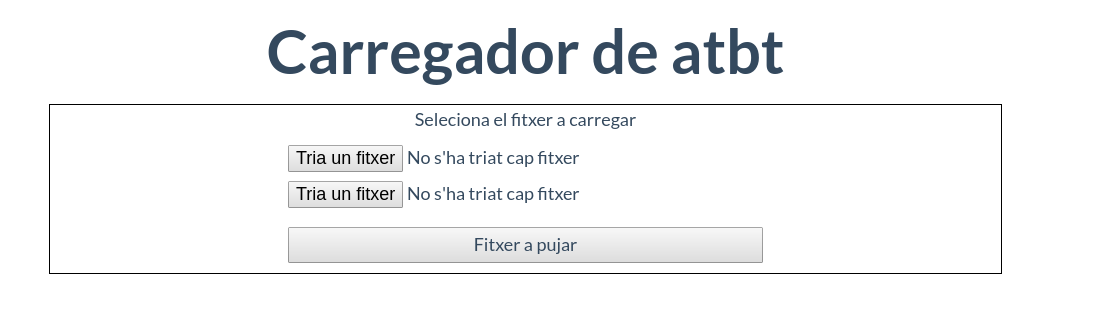 Carregador de atbt
Seleciona el fitxer a carregar
Tria un fitxer No s'ha triat cap fitxer
Tria un fitxer No s'ha triat cap fitxer
Fitxer a pujar